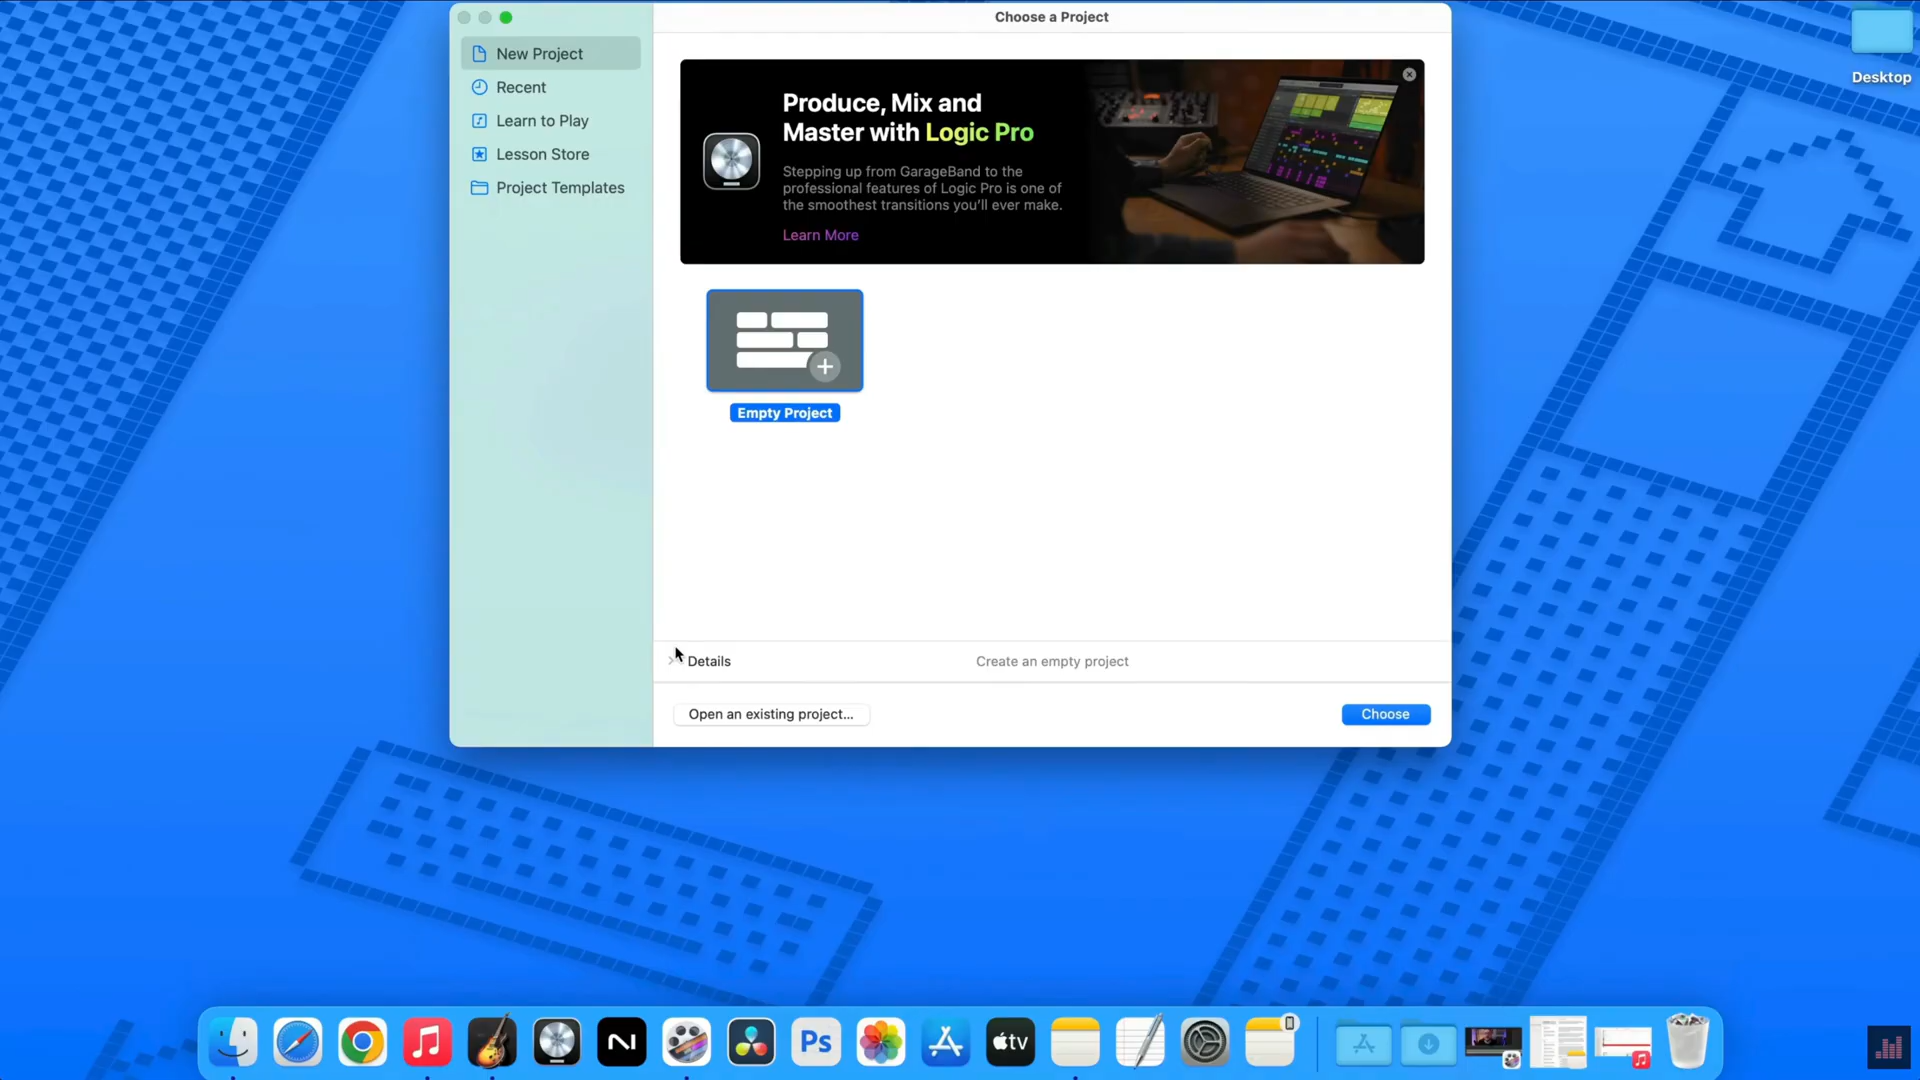 Choose a Project
New Project
Recent
Learn to Play
Lesson Store
Project Templates
Produce, Mix and
Master with Logic Pro
Stepping up from GarageBand to the
professional features of Logic Pro is one of
the smoothest transitions you'll ever make.
Learn More
Empty Project
Details
Create an empty project
Open an existing project...
Choose
Desktop
Ps
tv